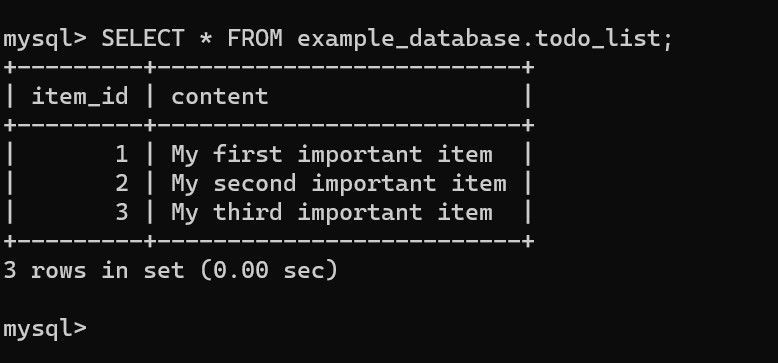 mysql> SELECT * FROM example_database.todo_list;
+---------+--------------------------+
| item_id | content                  |
+---------+--------------------------+
|       1 | My first important item  |
|       2 | My second important item |
|       3 | My third important item  |
+---------+--------------------------+
3 rows in set (0.00 sec)
mysql>